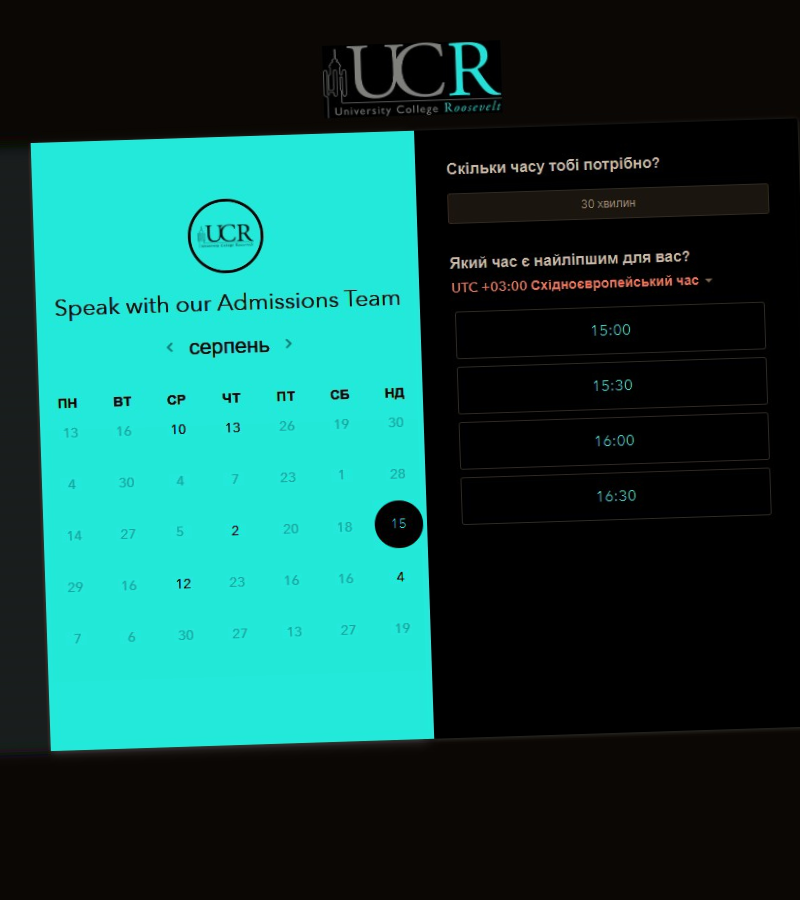 UCR
University College Roosevelt
UCR
Speak with our Admissions Team
серпень
ПН ВТ СР ЧТ ПТ СБ НД
13 16 10 13 26 19 30
4 30 4 7 23 1 28
14 27 5 2 20 18 15
29 16 12 23 16 16 4
7 6 30 27 13 27 19
Скільки часу тобі потрібно?
30 хвилин
Який час є найліпшим для вас?
UTC +03:00 Східноєвропейський час
15:00
15:30
16:00
16:30